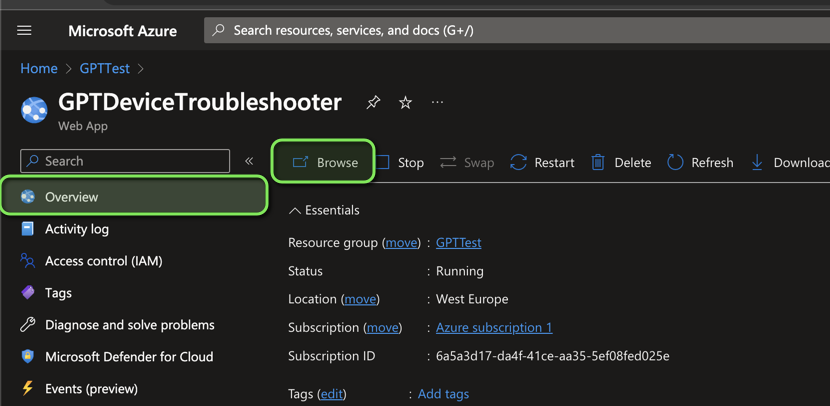 Microsoft Azure
Search resources, services, and docs (G+/)
Home > GPTTest >
GPTDeviceTroubleshooter
Web App
Search
Browse Stop Swap Restart Delete Refresh Download
Overview
Activity log
Access control (IAM)
Tags
Diagnose and solve problems
Microsoft Defender for Cloud
Events (preview)
Essentials
Resource group (move) : GPTTest
Status : Running
Location (move) : West Europe
Subscription (move) : Azure subscription 1
Subscription ID : 6a5a3d17-da4f-41ce-aa35-5ef08fed025e
Tags (edit) : Add tags